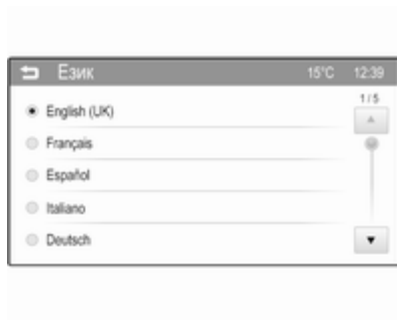 Език 15°C 12:39
1/5
English (UK)
Français
Español
Italiano
Deutsch